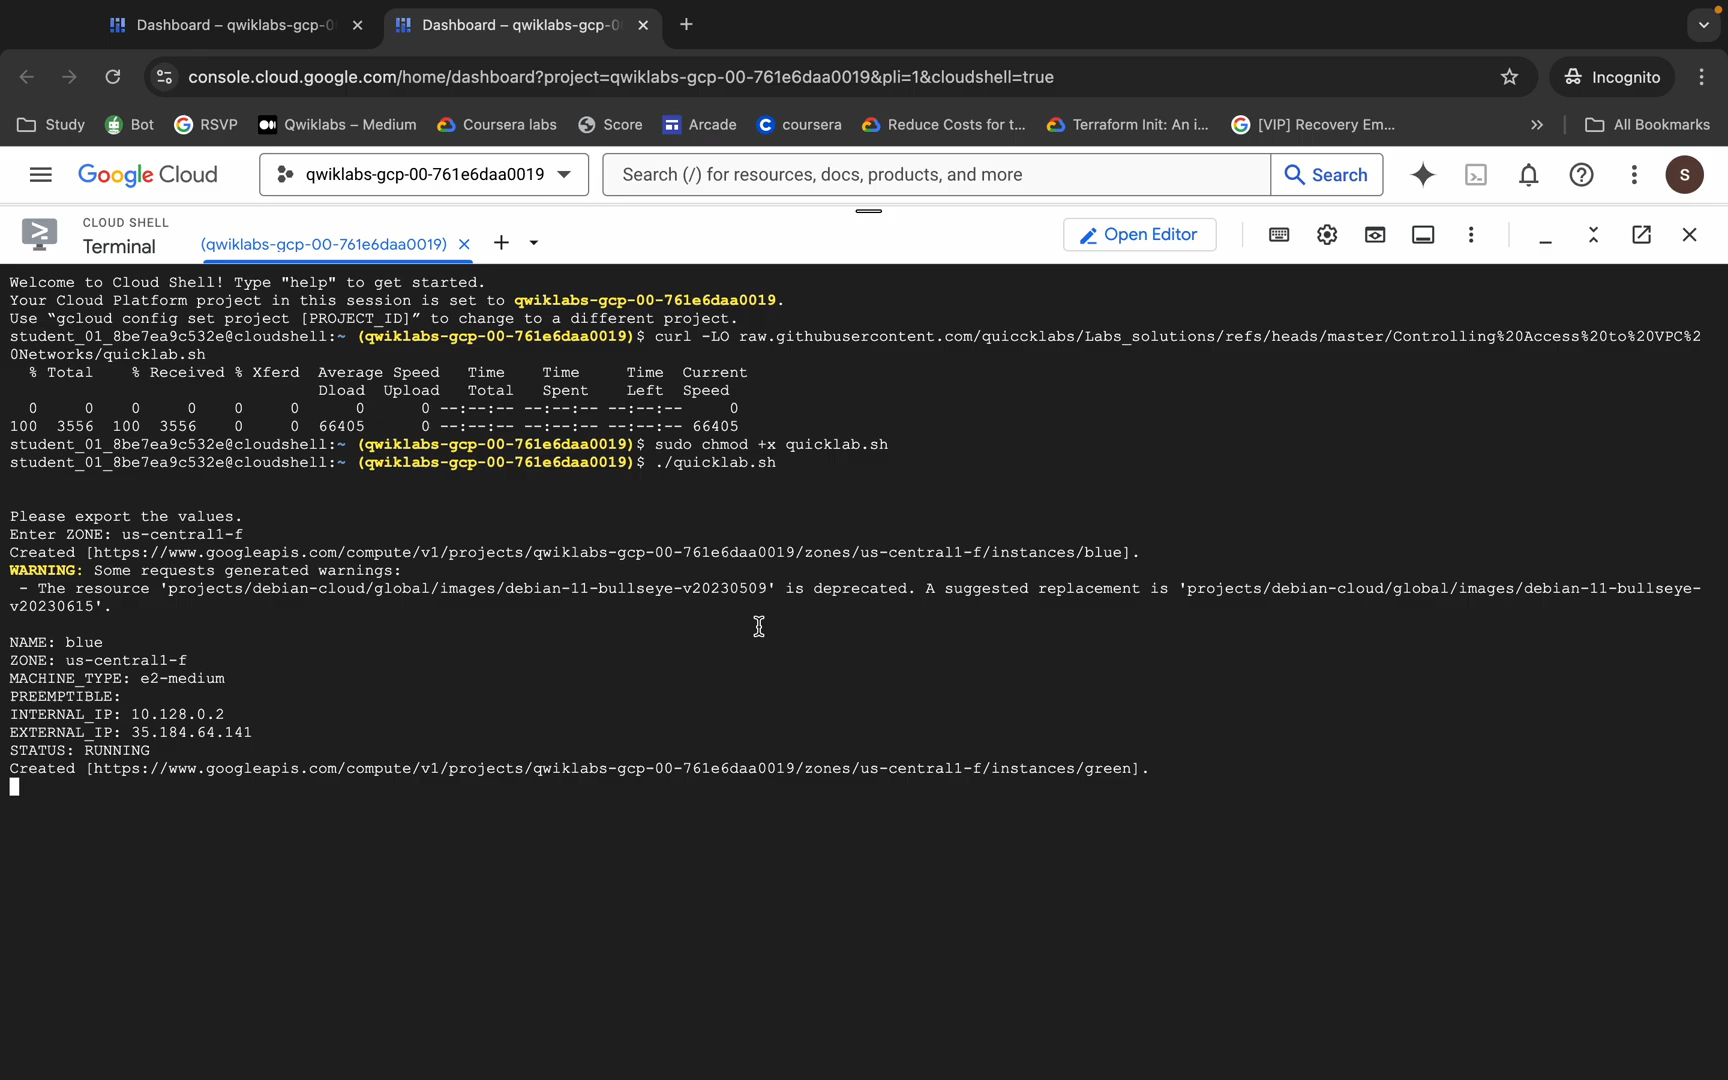 Dashboard – qwiklabs-gcp-0
Dashboard – qwiklabs-gcp-0
console.cloud.google.com/home/dashboard?project=qwiklabs-gcp-00-761e6daa0019&pli=1&cloudshell=true
Incognito
Study
Bot
RSVP
Qwiklabs – Medium
Coursera labs
Score
Arcade
coursera
Reduce Costs for t...
Terraform Init: An i...
[VIP] Recovery Em...
All Bookmarks
Google Cloud
qwiklabs-gcp-00-761e6daa0019
Search (/) for resources, docs, products, and more
Search
S
CLOUD SHELL
Terminal
(qwiklabs-gcp-00-761e6daa0019)
Open Editor
Welcome to Cloud Shell! Type "help" to get started.
Your Cloud Platform project in this session is set to qwiklabs-gcp-00-761e6daa0019.
Use “gcloud config set project [PROJECT_ID]” to change to a different project.
student_01_8be7ea9c532e@cloudshell:~ (qwiklabs-gcp-00-761e6daa0019)$ curl -LO raw.githubusercontent.com/quiccklabs/Labs_solutions/refs/heads/master/Controlling%20Access%20to%20VPC%2
0Networks/quicklab.sh
% Total % Received % Xferd Average Speed Time Time Time Current
Dload Upload Total Spent Left Speed
0 0 0 0 0 0 0 0 --:--:-- --:--:-- --:--:-- 0
100 3556 100 3556 0 0 66405 0 --:--:-- --:--:-- --:--:-- 66405
student_01_8be7ea9c532e@cloudshell:~ (qwiklabs-gcp-00-761e6daa0019)$ sudo chmod +x quicklab.sh
student_01_8be7ea9c532e@cloudshell:~ (qwiklabs-gcp-00-761e6daa0019)$ ./quicklab.sh
Please export the values.
Enter ZONE: us-central1-f
Created [https://www.googleapis.com/compute/v1/projects/qwiklabs-gcp-00-761e6daa0019/zones/us-central1-f/instances/blue].
WARNING: Some requests generated warnings:
- The resource 'projects/debian-cloud/global/images/debian-11-bullseye-v20230509' is deprecated. A suggested replacement is 'projects/debian-cloud/global/images/debian-11-bullseye-
v20230615'.
NAME: blue
ZONE: us-central1-f
MACHINE_TYPE: e2-medium
PREEMPTIBLE:
INTERNAL_IP: 10.128.0.2
EXTERNAL_IP: 35.184.64.141
STATUS: RUNNING
Created [https://www.googleapis.com/compute/v1/projects/qwiklabs-gcp-00-761e6daa0019/zones/us-central1-f/instances/green].